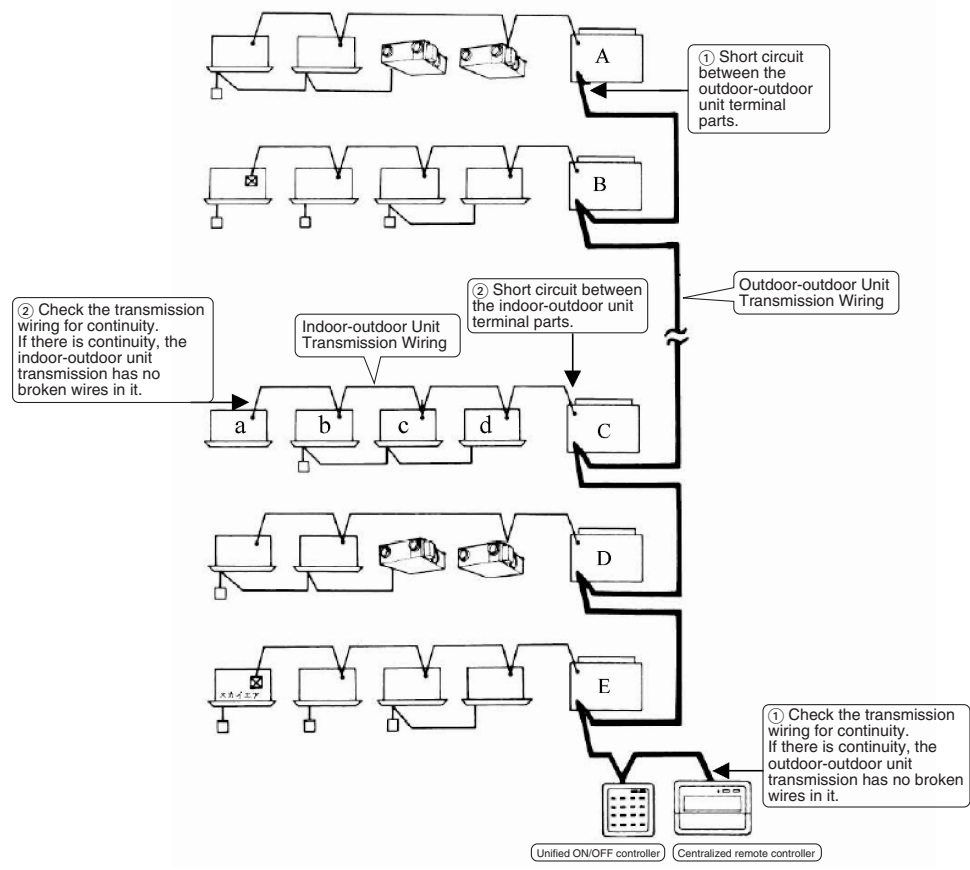 A
① Short circuit
between the
outdoor-outdoor
unit terminal
parts.
B
② Check the transmission
wiring for continuity.
If there is continuity, the
indoor-outdoor unit
transmission has no
broken wires in it.
Indoor-outdoor Unit
Transmission Wiring
② Short circuit between
the indoor-outdoor unit
terminal parts.
Outdoor-outdoor Unit
Transmission Wiring
a
b
c
d
C
D
スカイエア
E
① Check the transmission
wiring for continuity.
If there is continuity, the
outdoor-outdoor unit
transmission has no broken
wires in it.
Unified ON/OFF controller
Centralized remote controller